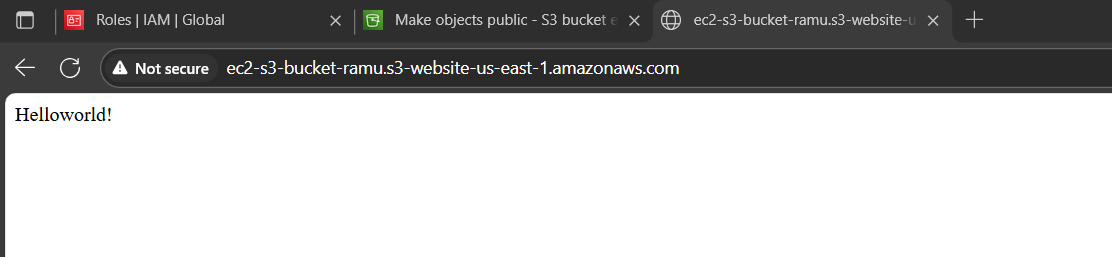 Roles | IAM | Global
Make objects public - S3 bucket
ec2-s3-bucket-ramu.s3-website-u
Not secure
ec2-s3-bucket-ramu.s3-website-us-east-1.amazonaws.com
Helloworld!